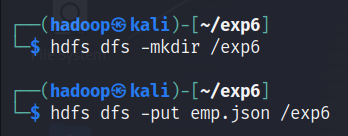 ┌──(hadoop㉿kali)-[~/exp6]
└─$ hdfs dfs -mkdir /exp6
┌──(hadoop㉿kali)-[~/exp6]
└─$ hdfs dfs -put emp.json /exp6